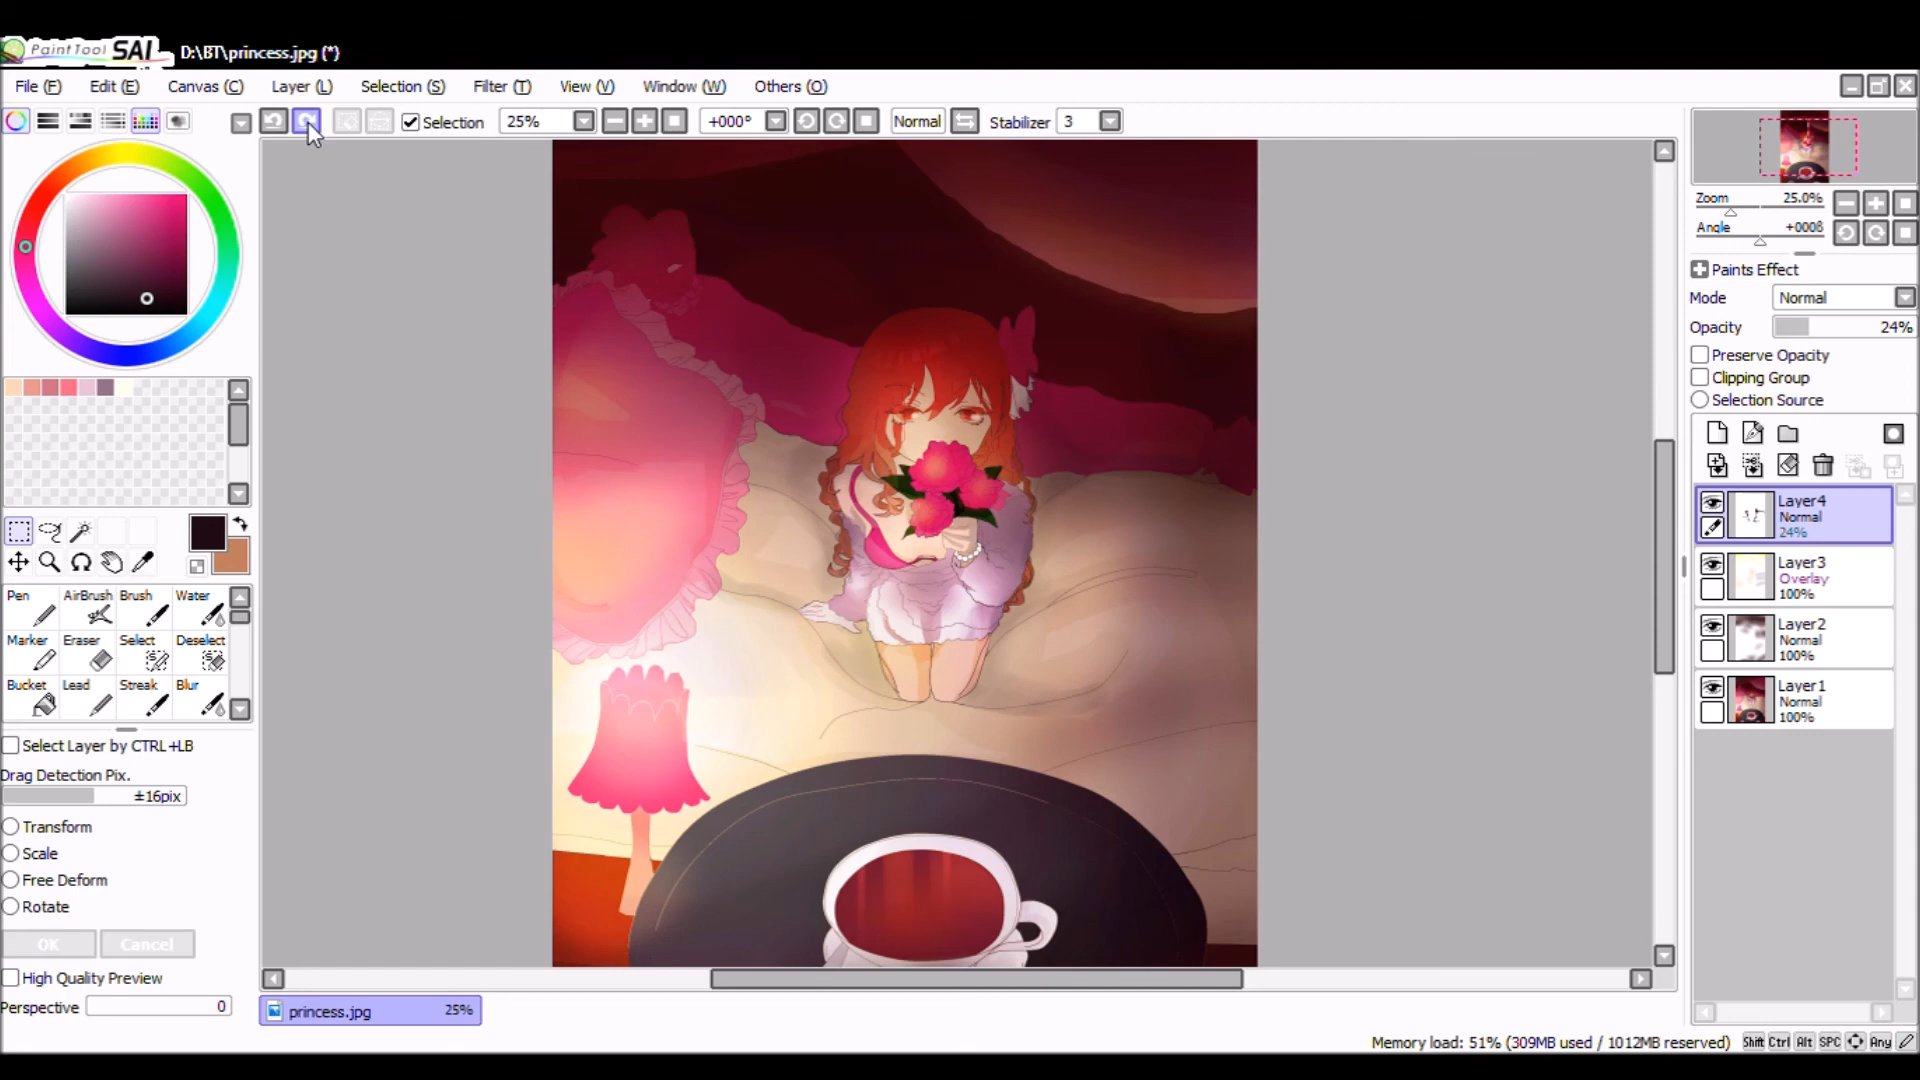 PaintTool SAI D:\BT\princess.jpg (*)
File (F) Edit (E) Canvas (C) Layer (L) Selection (S) Filter (T) View (V) Window (W) Others (O)
Selection 25% +000° Normal Stabilizer 3
Zoom 25.0%
Angle +000§
Paints Effect
Mode Normal
Opacity 24%
Preserve Opacity
Clipping Group
Selection Source
Layer4
Normal
24%
Layer3
Overlay
100%
Layer2
Normal
100%
Layer1
Normal
100%
Pen AirBrush Brush Water
Marker Eraser Select Deselect
Bucket Lead Streak Blur
Select Layer by CTRL+LB
Drag Detection Pix.
±16pix
Transform
Scale
Free Deform
Rotate
OK Cancel
High Quality Preview
Perspective 0
princess.jpg 25%
Memory load: 51% (309MB used / 1012MB reserved) Shift Ctrl Alt SPC Any